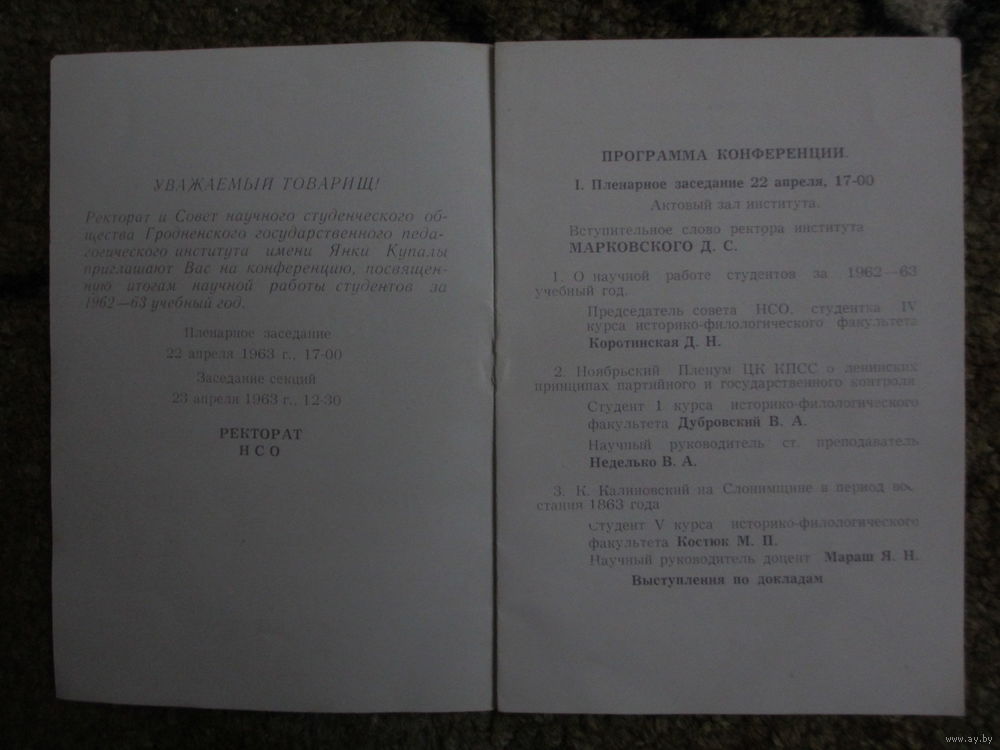 УВАЖАЕМЫЙ ТОВАРИЩ!
Ректорат и Совет научного студенческого об-
щества Гродненского государственного педа-
гогического института имени Янки Купалы
приглашают Вас на конференцию, посвящен-
ную итогам научной работы студентов за
1962—63 учебный год.
Пленарное заседание
22 апреля 1963 г., 17-00
Заседание секций
23 апреля 1963 г., 12-30
РЕКТОРАТ
НСО
ПРОГРАММА КОНФЕРЕНЦИИ.
I. Пленарное заседание 22 апреля, 17-00
Актовый зал института.
Вступительное слово ректора института
МАРКОВСКОГО Д. С.
1. О научной работе студентов за 1962—63
учебный год.
Председатель совета НСО, студентка IV
курса историко-филологического факультета
Коротинская Д. Н.
2. Ноябрьский Пленум ЦК КПСС о ленинских
принципах партийного и государственного контроля
Студент 1 курса историко-филологического
факультета Дубровский В. А.
Научный руководитель ст. преподаватель
Неделько В. А.
3. К. Калиновский на Слонимщине в период вос-
стания 1863 года
Студент V курса историко-филологического
факультета Костюк М. П.
Научный руководитель доцент Мараш Я. Н.
Выступления по докладам
www.ay.by